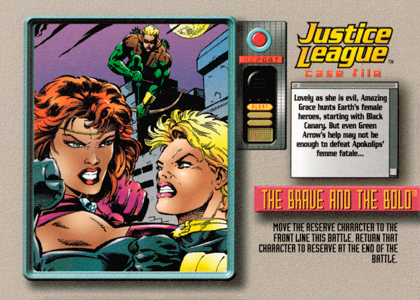 Justice
League™
case file
REPORT
ALERT
Lovely as she is evil, Amazing
Grace hunts Earth's female
heroes, starting with Black
Canary. But even Green
Arrow's help may not be
enough to defeat Apokolips'
femme fatale...
THE BRAVE AND THE BOLD
MOVE THE RESERVE CHARACTER TO THE
FRONT LINE THIS BATTLE. RETURN THAT
CHARACTER TO RESERVE AT THE END OF THE
BATTLE.